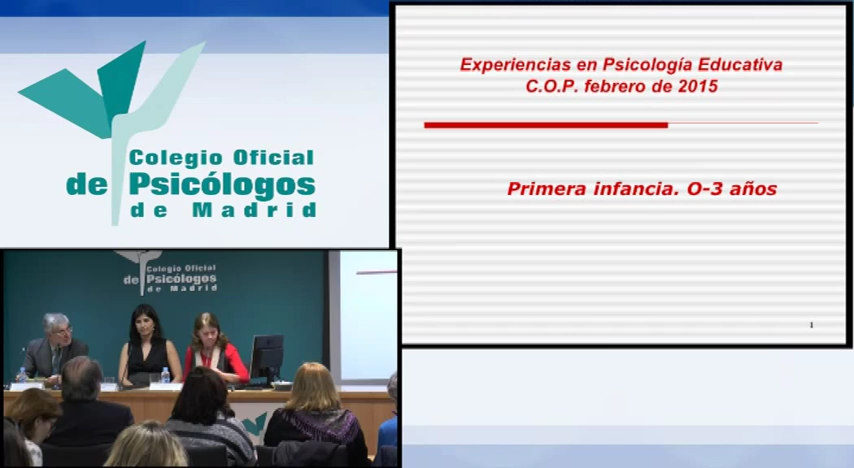 Colegio Oficial
de Psicólogos
de Madrid
Experiencias en Psicología Educativa
C.O.P. febrero de 2015
Primera infancia. O-3 años
1
Colegio Oficial
de Psicólogos
de Madrid